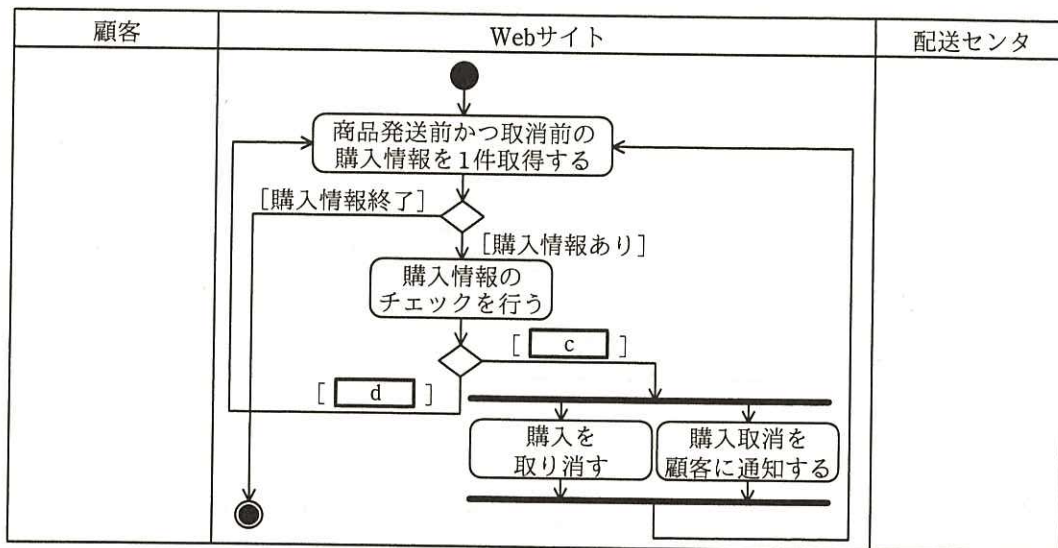 顧客
Webサイト
配送センタ
商品発送前かつ取消前の
購入情報を1件取得する
[購入情報終了]
[購入情報あり]
購入情報の
チェックを行う
[ c ]
[ d ]
購入を
取り消す
購入取消を
顧客に通知する